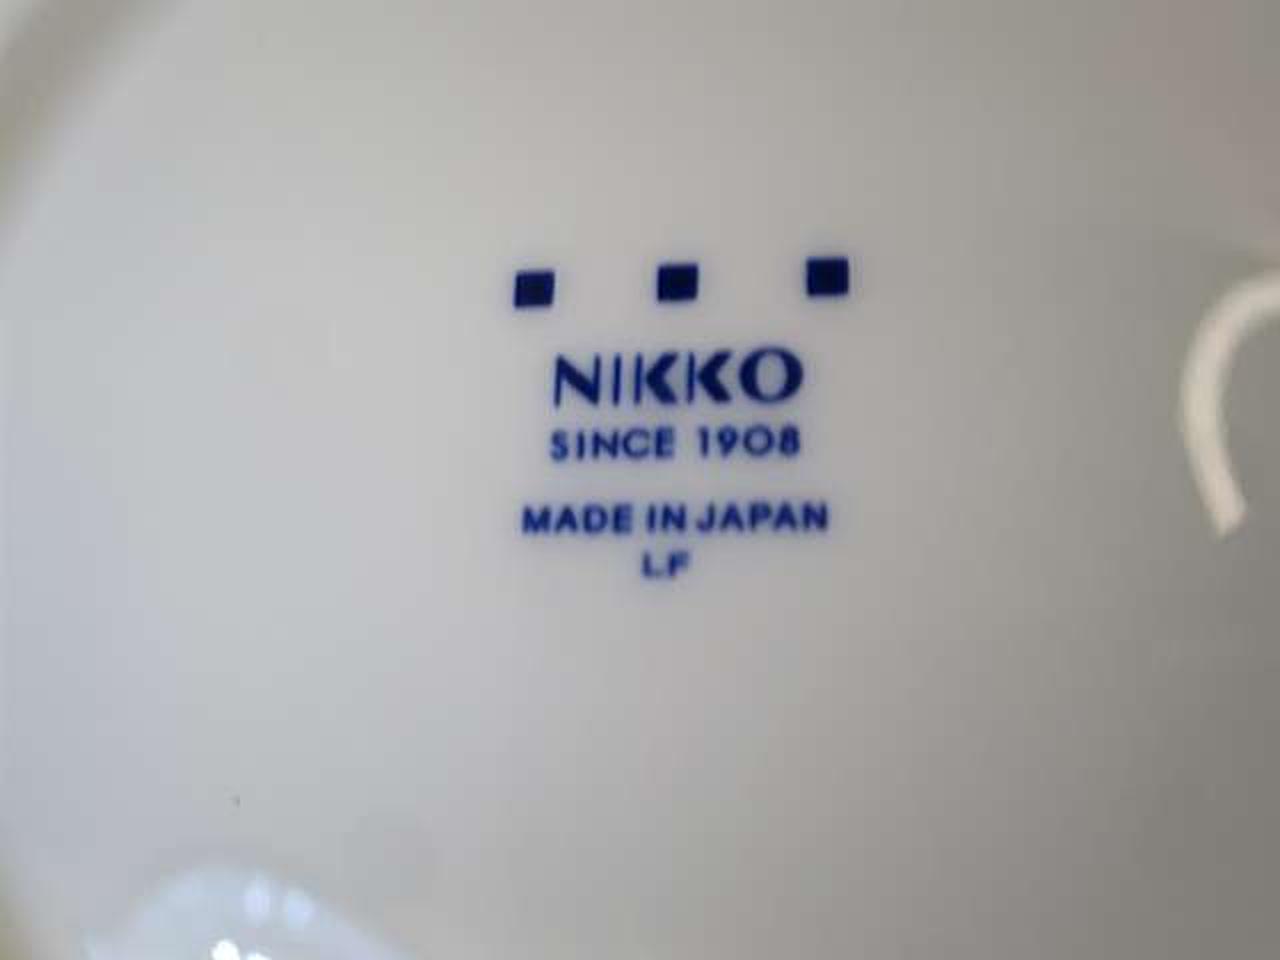 NIKKO
SINCE 1908
MADE IN JAPAN
LF